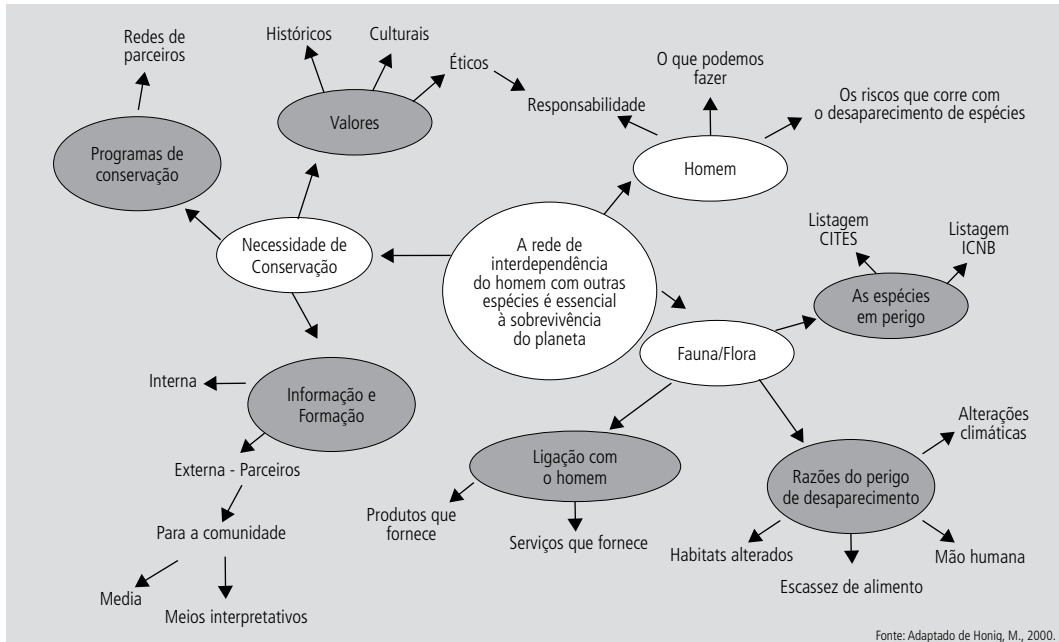 Redes de
parceiros
Históricos
Culturais
Éticos
O que podemos
fazer
Responsabilidade
Os riscos que corre com
o desaparecimento de espécies
Valores
Programas de
conservação
Homem
Necessidade de
Conservação
A rede de
interdependência
do homem com outras
espécies é essencial
à sobrevivência
do planeta
Listagem
CITES
Listagem
ICNB
As espécies
em perigo
Fauna/Flora
Interna
Informação e
Formação
Externa - Parceiros
Para a comunidade
Media
Meios interpretativos
Ligação com
o homem
Produtos que
fornece
Serviços que fornece
Alterações
climáticas
Razões do perigo
de desaparecimento
Habitats alterados
Escassez de alimento
Mão humana
Fonte: Adaptado de Honig, M., 2000.